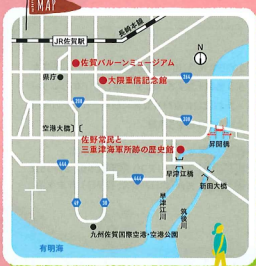 MAP
長崎本線
JR佐賀駅
佐賀バルーンミュージアム
県庁
大隈重信記念館
264
208
空港大橋
佐野常民と
三重津海軍所跡の歴史館
昇開橋
444
早津江橋
新田大橋
444
早津江川
筑後川
49
30
九州佐賀国際空港・空港公園
有明海
N